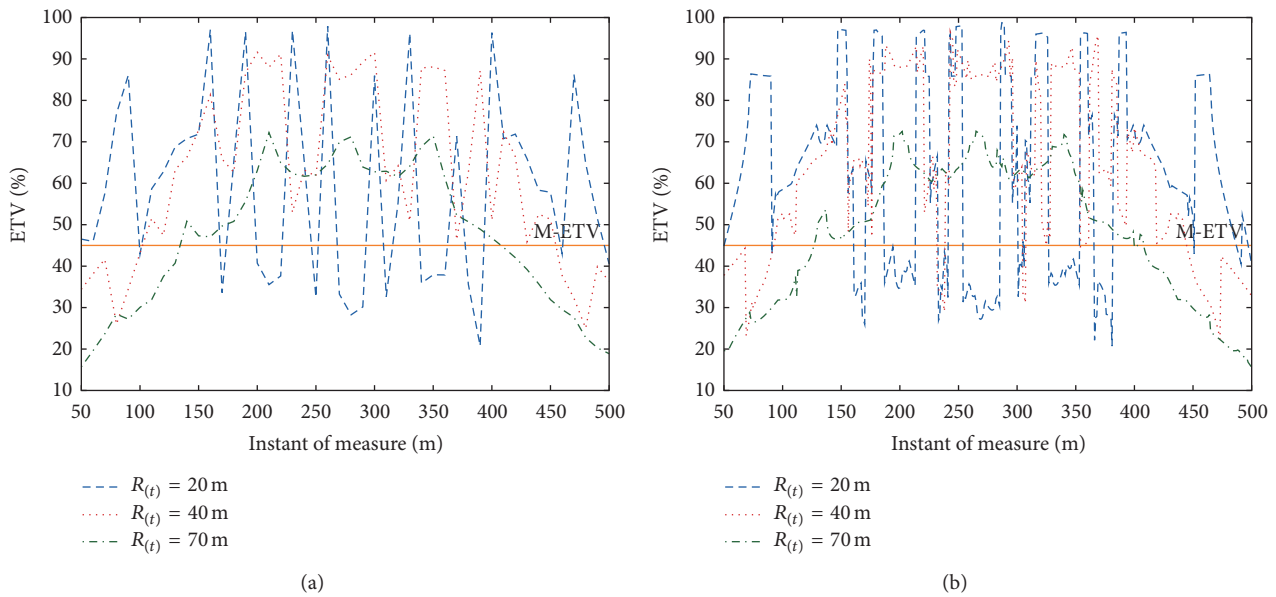 100
90
80
70
60
50
40
30
20
10
ETV (%)
M-ETV
50 100 150 200 250 300 350 400 450 500
Instant of measure (m)
R(t) = 20 m
R(t) = 40 m
R(t) = 70 m
(a)
100
90
80
70
60
50
40
30
20
10
ETV (%)
M-ETV
50 100 150 200 250 300 350 400 450 500
Instant of measure (m)
R(t) = 20 m
R(t) = 40 m
R(t) = 70 m
(b)